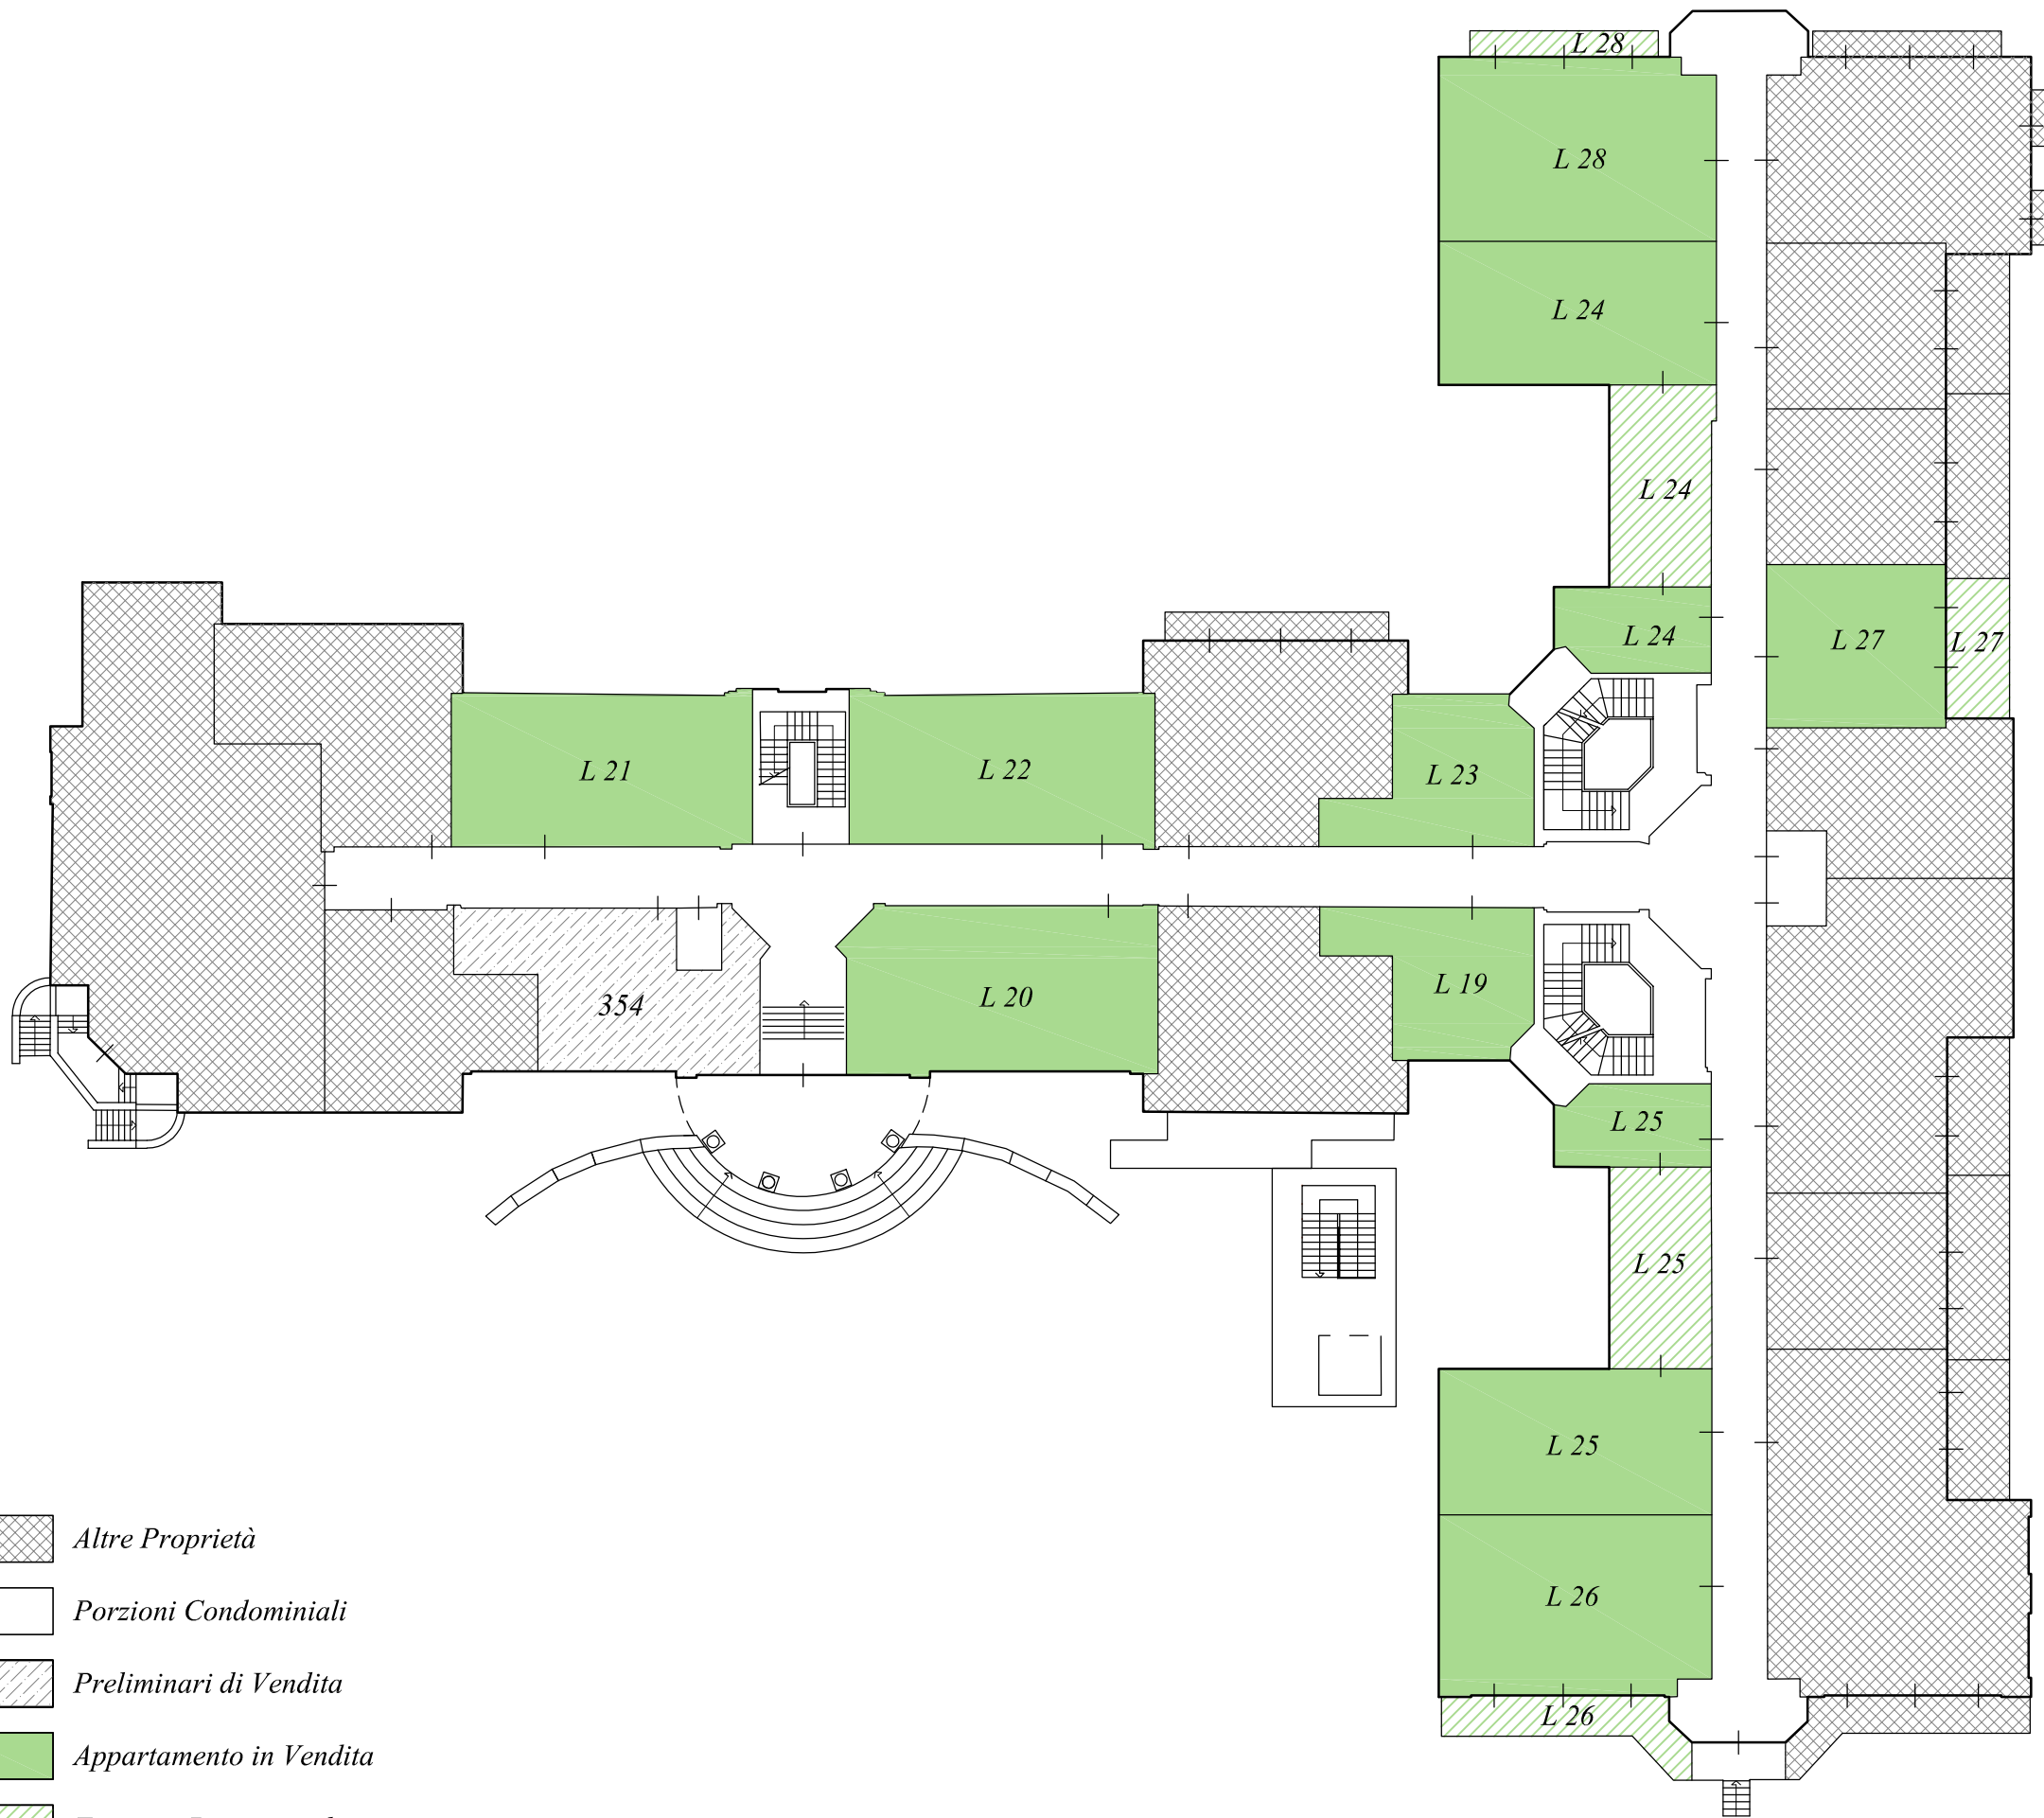 L 28
L 28
L 24
L 24
L 24
L 27
L 27
L 21
L 22
L 23
354
L 20
L 19
L 25
L 25
L 25
L 26
L 26
Altre Proprietà
Porzioni Condominiali
Preliminari di Vendita
Appartamento in Vendita